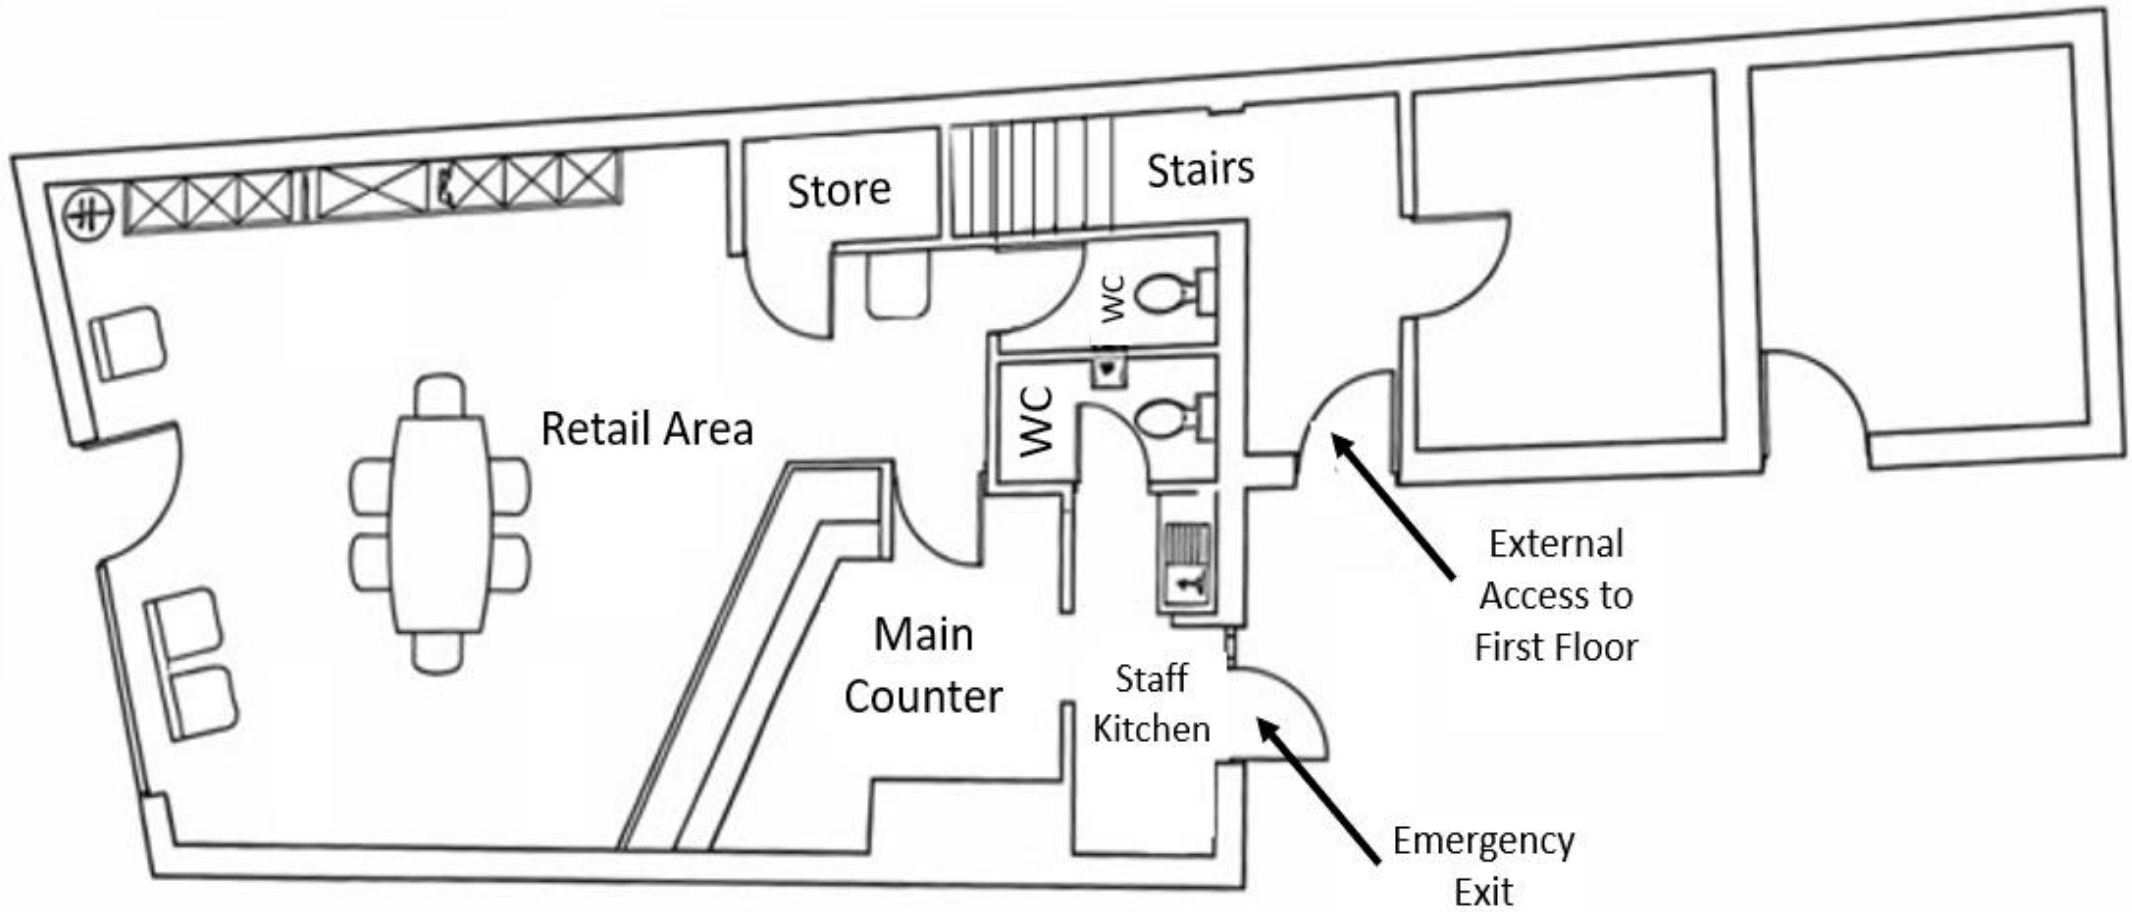 Store
Stairs
WC
WC
Retail Area
Main
Counter
Staff
Kitchen
External
Access to
First Floor
Emergency
Exit